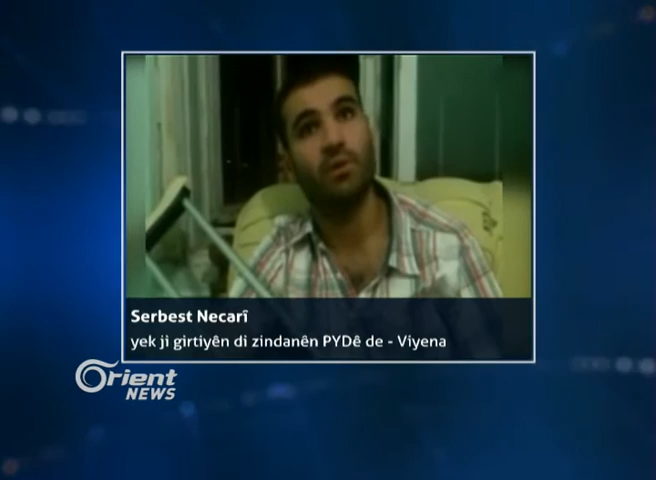 Serbest Necarî
yek ji girtiyên di zindanên PYDê de - Viyena
Orient
NEWS